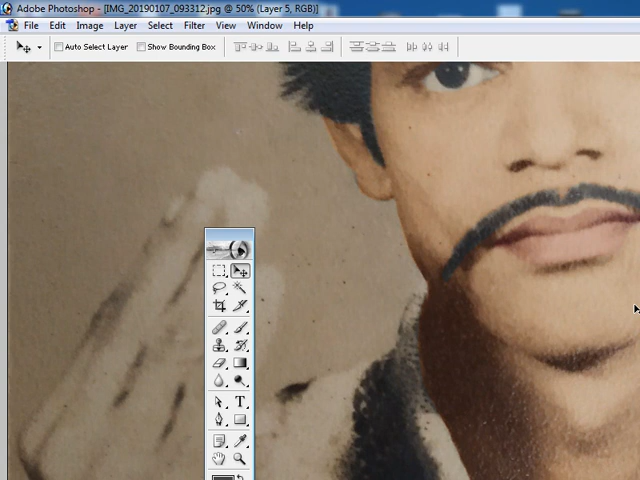 Adobe Photoshop - [IMG_20190107_093312.jpg @ 50% (Layer 5, RGB)]
File Edit Image Layer Select Filter View Window Help
Auto Select Layer Show Bounding Box
T